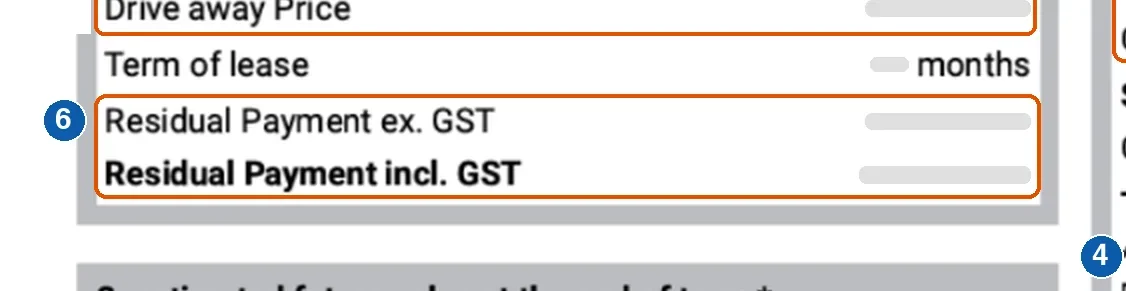 Drive away Price
Term of lease months
6
Residual Payment ex. GST
Residual Payment incl. GST
4